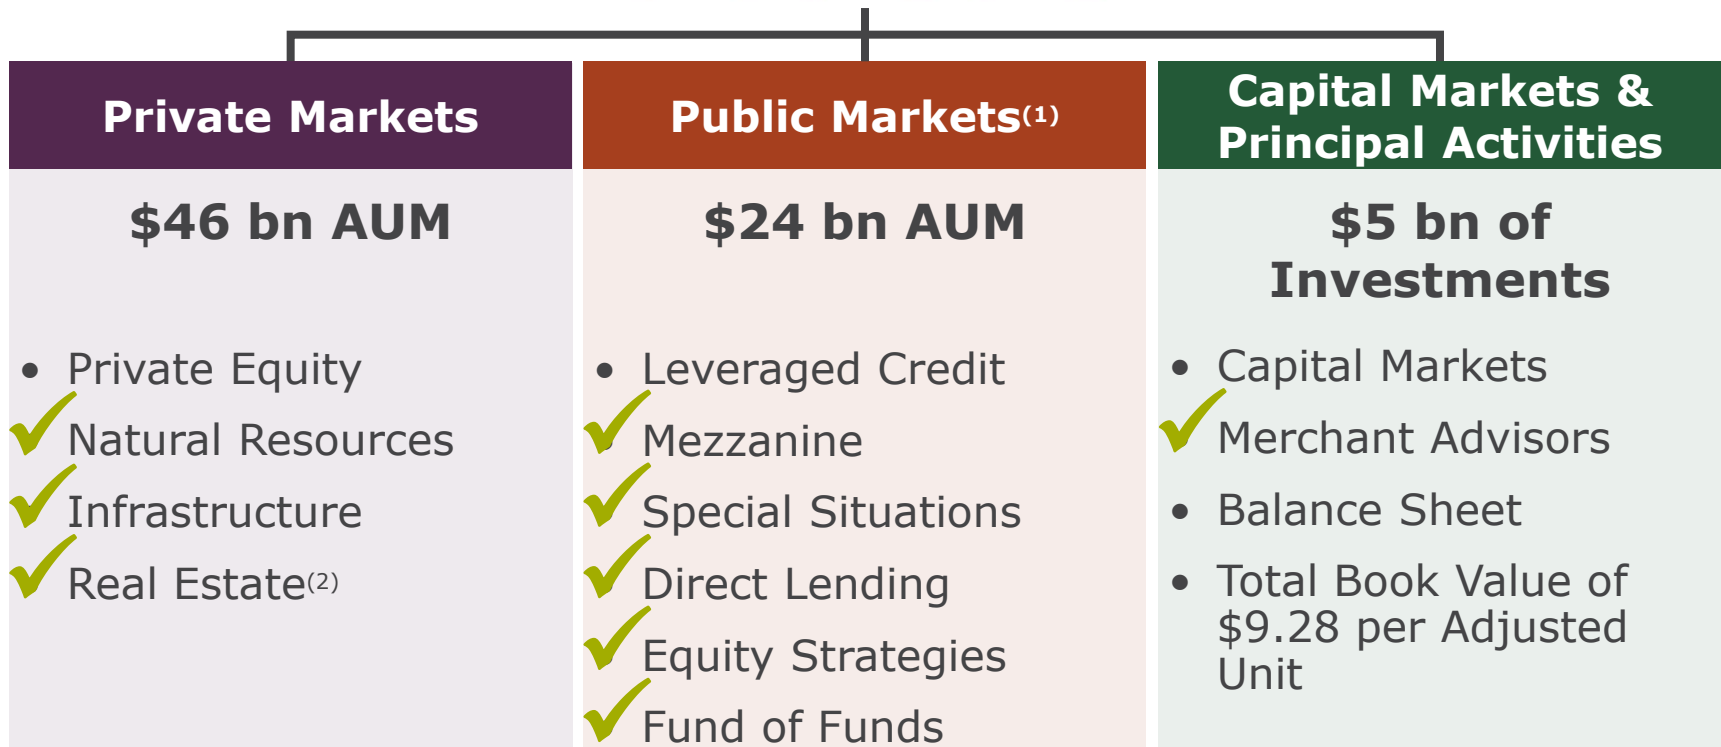 Private Markets
$46 bn AUM
• Private Equity
Natural Resources
Infrastructure
Real Estate(2)
Public Markets(1)
$24 bn AUM
• Leveraged Credit
Mezzanine
Special Situations
Direct Lending
Equity Strategies
Fund of Funds
Capital Markets &
Principal Activities
$5 bn of
Investments
• Capital Markets
Merchant Advisors
• Balance Sheet
• Total Book Value of
$9.28 per Adjusted
Unit